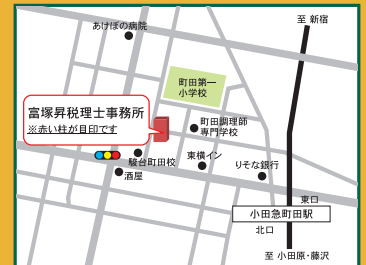 至 新宿
あけぼの病院
町田第一
小学校
富塚昇税理士事務所
※赤い柱が目印です
町田調理師
専門学校
駿台町田校
東横イン
りそな銀行
酒屋
東口
小田急町田駅
北口
至 小田原・藤沢